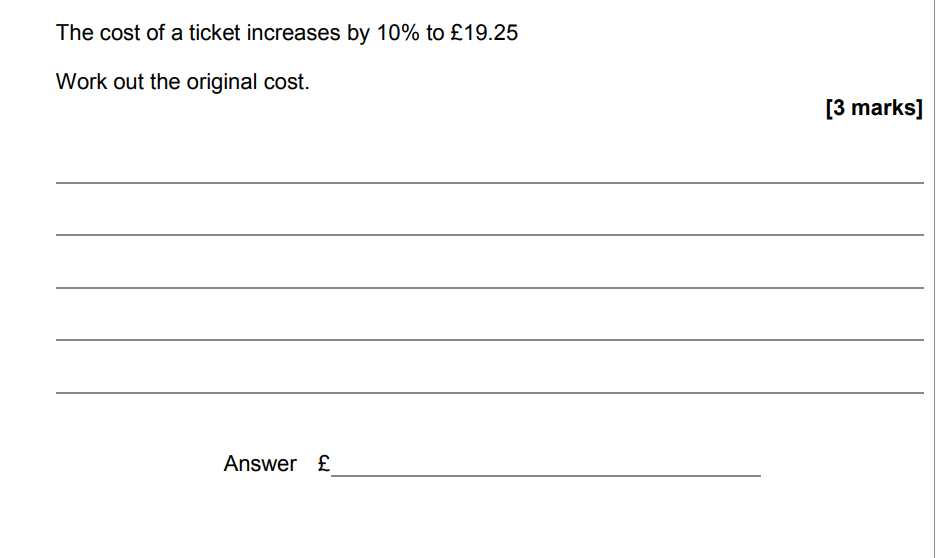 The cost of a ticket increases by 10% to £19.25
Work out the original cost.
[3 marks]
Answer £